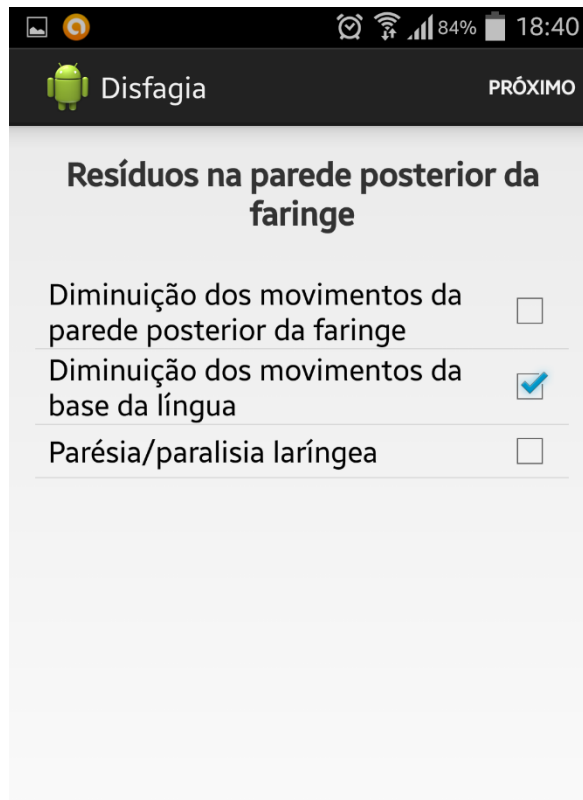 84% 18:40
Disfagia PRÓXIMO
Resíduos na parede posterior da
faringe
Diminuição dos movimentos da
parede posterior da faringe
Diminuição dos movimentos da
base da língua
Parésia/paralisia laríngea